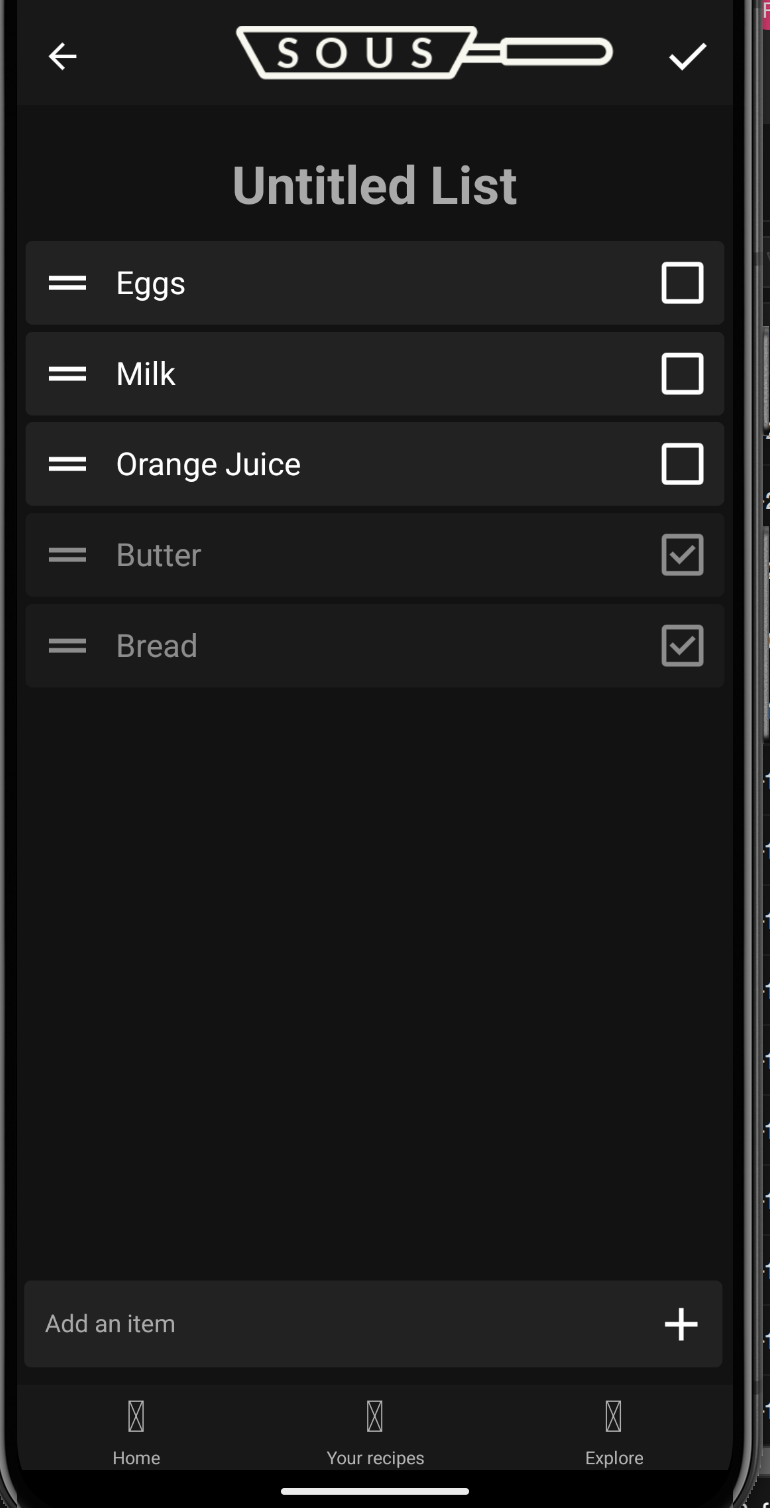 SOUS
Untitled List
Eggs
Milk
Orange Juice
Butter
Bread
Add an item
Home
Your recipes
Explore